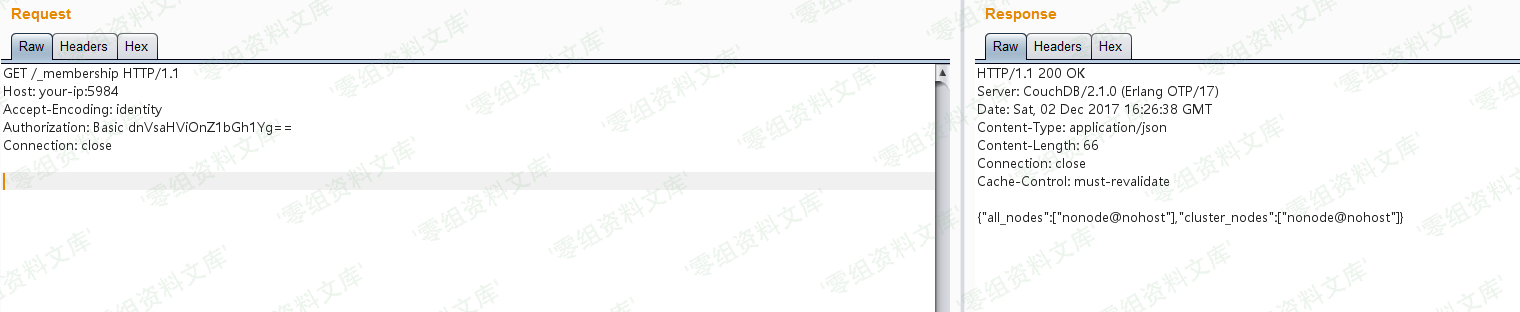 Request
Raw Headers Hex
GET /_membership HTTP/1.1
Host: your-ip:5984
Accept-Encoding: identity
Authorization: Basic dnVsaHViOnZ1bGh1Yg==
Connection: close
Response
Raw Headers Hex
HTTP/1.1 200 OK
Server: CouchDB/2.1.0 (Erlang OTP/17)
Date: Sat, 02 Dec 2017 16:26:38 GMT
Content-Type: application/json
Content-Length: 66
Connection: close
Cache-Control: must-revalidate
{"all_nodes":["nonode@nohost"],"cluster_nodes":["nonode@nohost"]}
'零组资料文库'